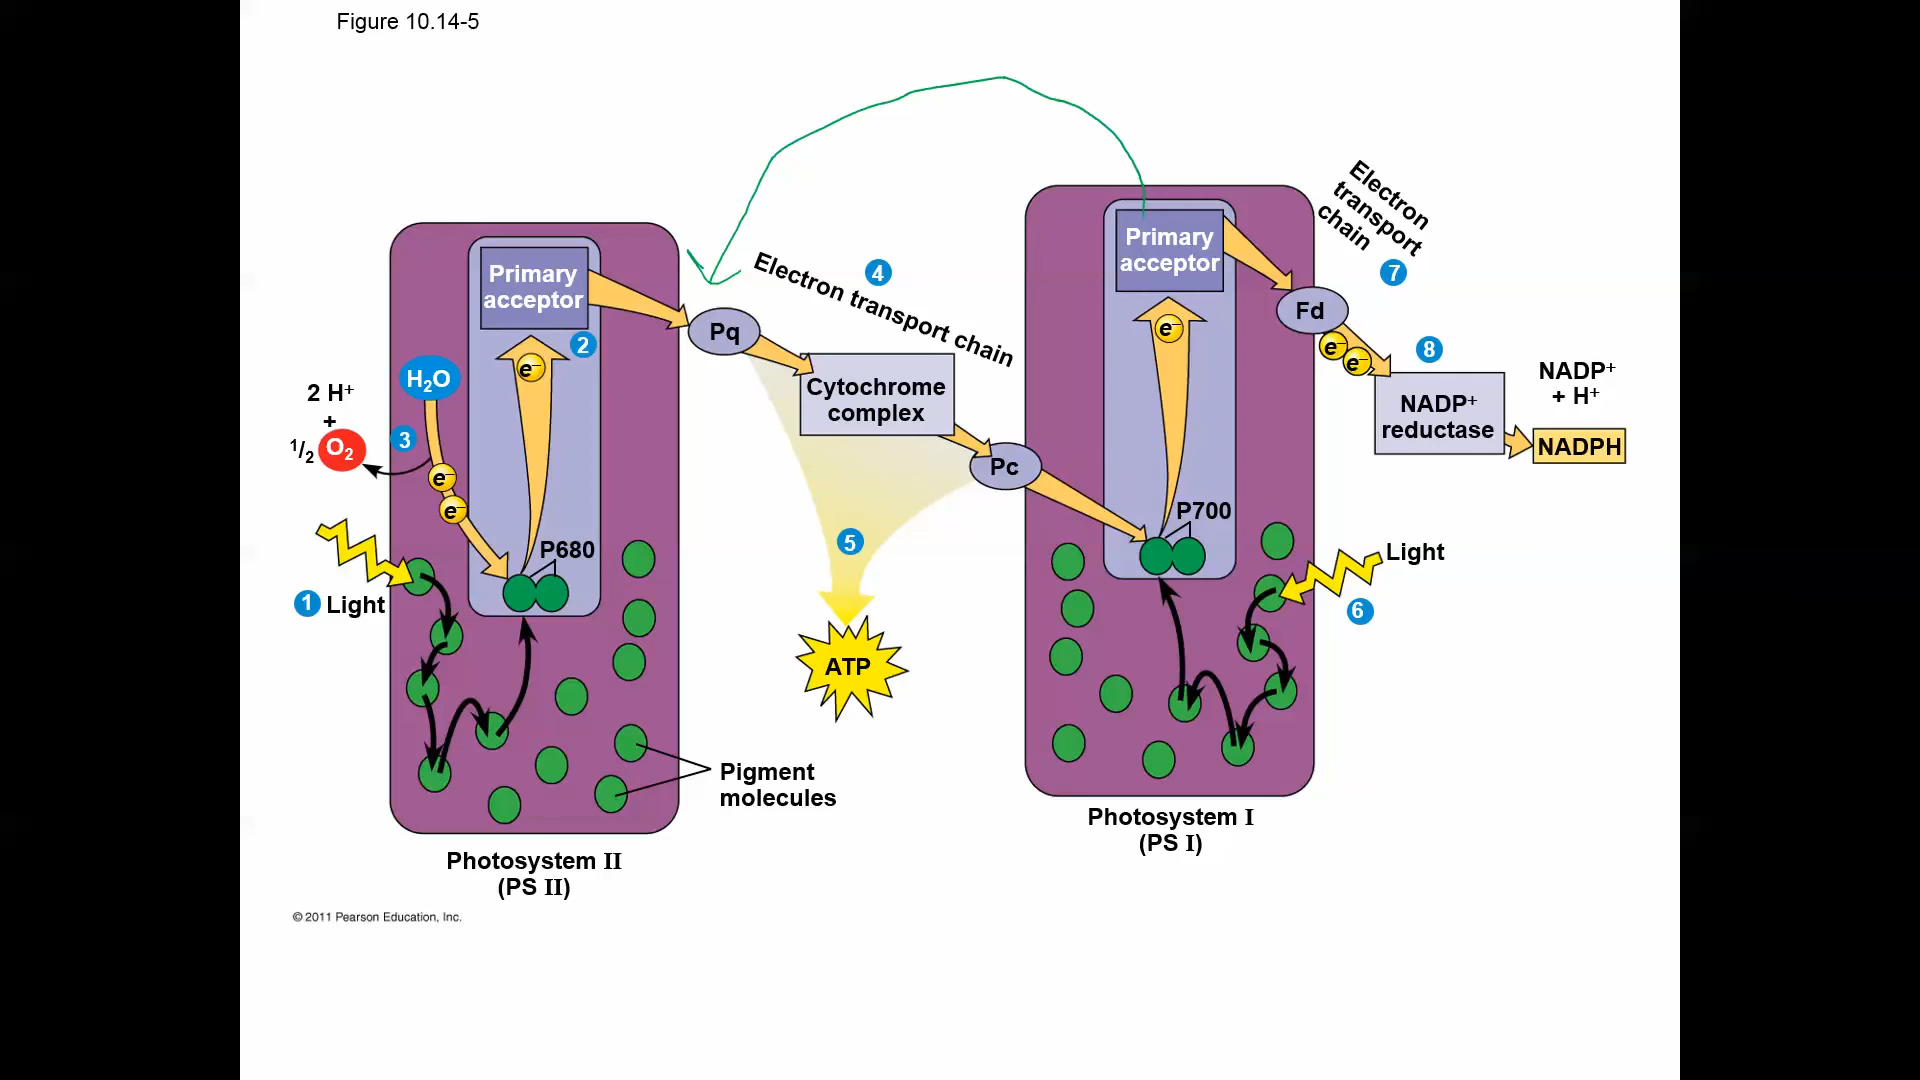 Figure 10.14-5
Electron
transport
chain
7
Primary
acceptor
4
Electron transport chain
Primary
acceptor
2
e⁻
Pq
Fd
e⁻
e⁻
e⁻
8
NADP⁺
+ H⁺
H₂O
2 H⁺
+
1/2 O₂
3
Cytochrome
complex
NADP⁺
reductase
NADPH
e⁻
e⁻
Pc
P680
P700
5
1 Light
Light
6
ATP
Pigment
molecules
Photosystem I
(PS I)
Photosystem II
(PS II)
© 2011 Pearson Education, Inc.